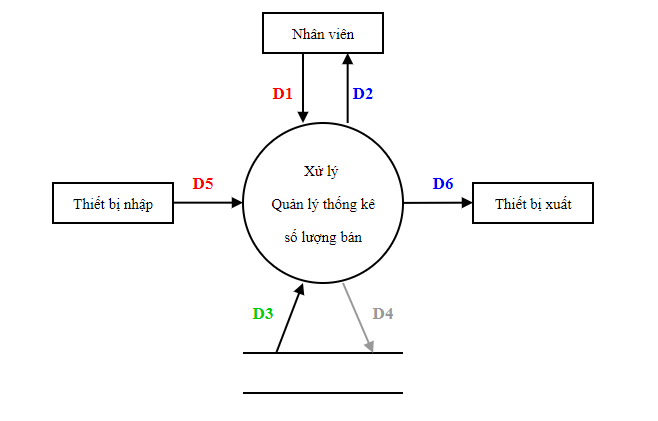 Nhân viên
D1
D2
Xử lý
Quản lý thống kê
số lượng bán
Thiết bị nhập
D5
D6
Thiết bị xuất
D3
D4